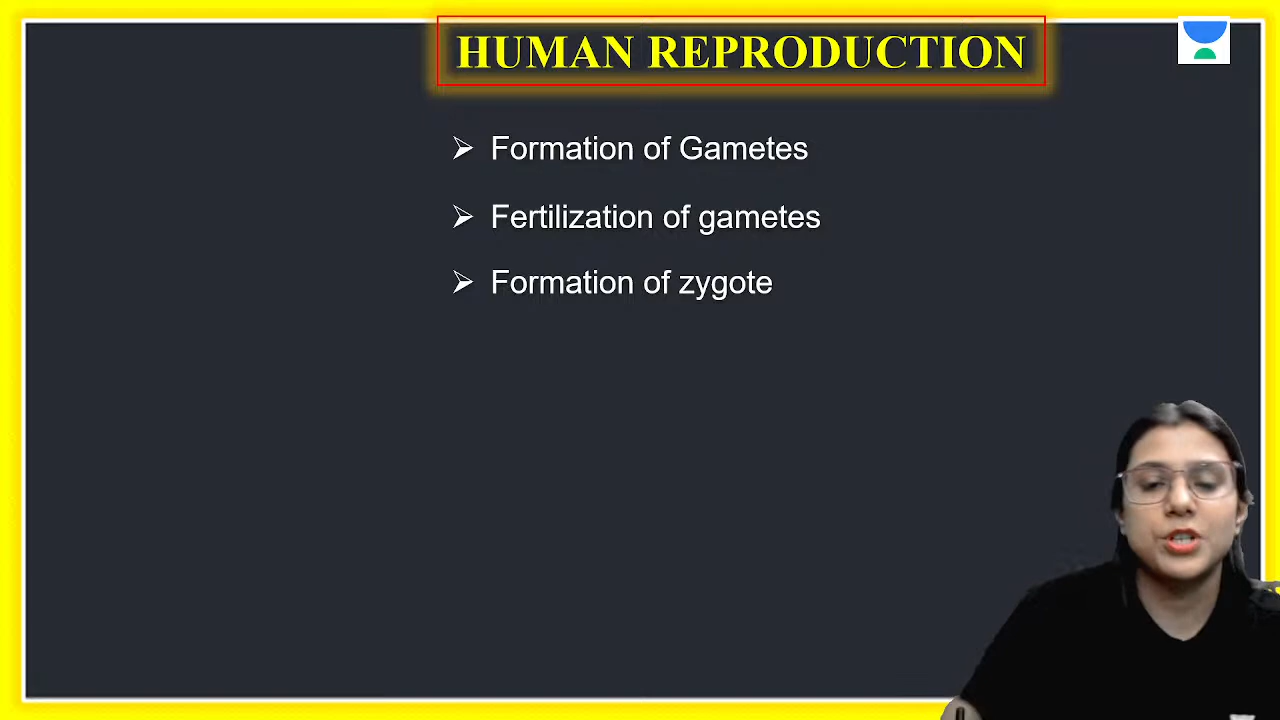 HUMAN REPRODUCTION
Formation of Gametes
Fertilization of gametes
Formation of zygote